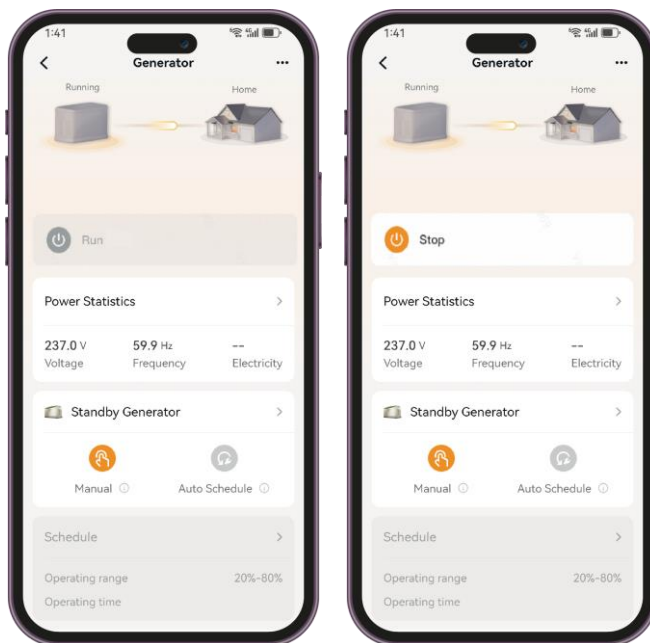 1:41
Generator
Running
Home
Run
Power Statistics
237.0 V 59.9 Hz --
Voltage Frequency Electricity
Standby Generator
Manual Auto Schedule
Schedule
Operating range 20%-80%
Operating time
1:41
Generator
Running
Home
Stop
Power Statistics
237.0 V 59.9 Hz --
Voltage Frequency Electricity
Standby Generator
Manual Auto Schedule
Schedule
Operating range 20%-80%
Operating time